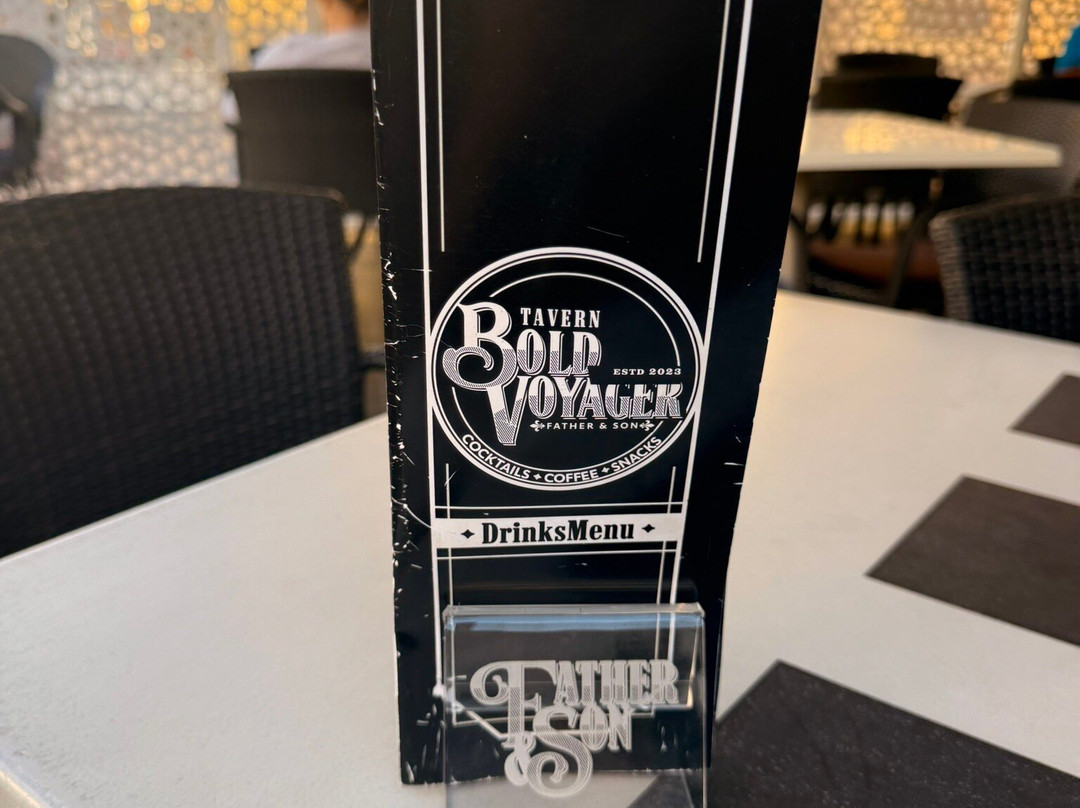 TAVERN
BOLD
ESTD 2023
VOYAGER
FATHER & SON
COCKTAILS + COFFEE + SNACKS
DrinksMenu
FATHER
& SON